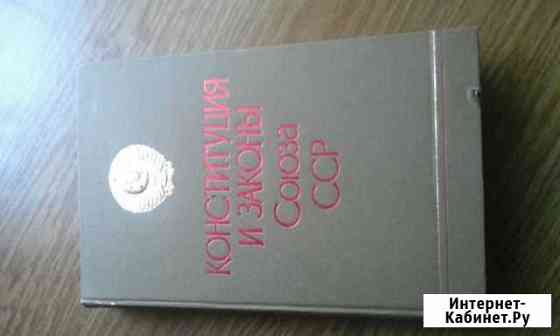 КОНСТИТУЦИЯ
И ЗАКОНЫ
Союза
ССР
Интернет-
Кабинет.Ру